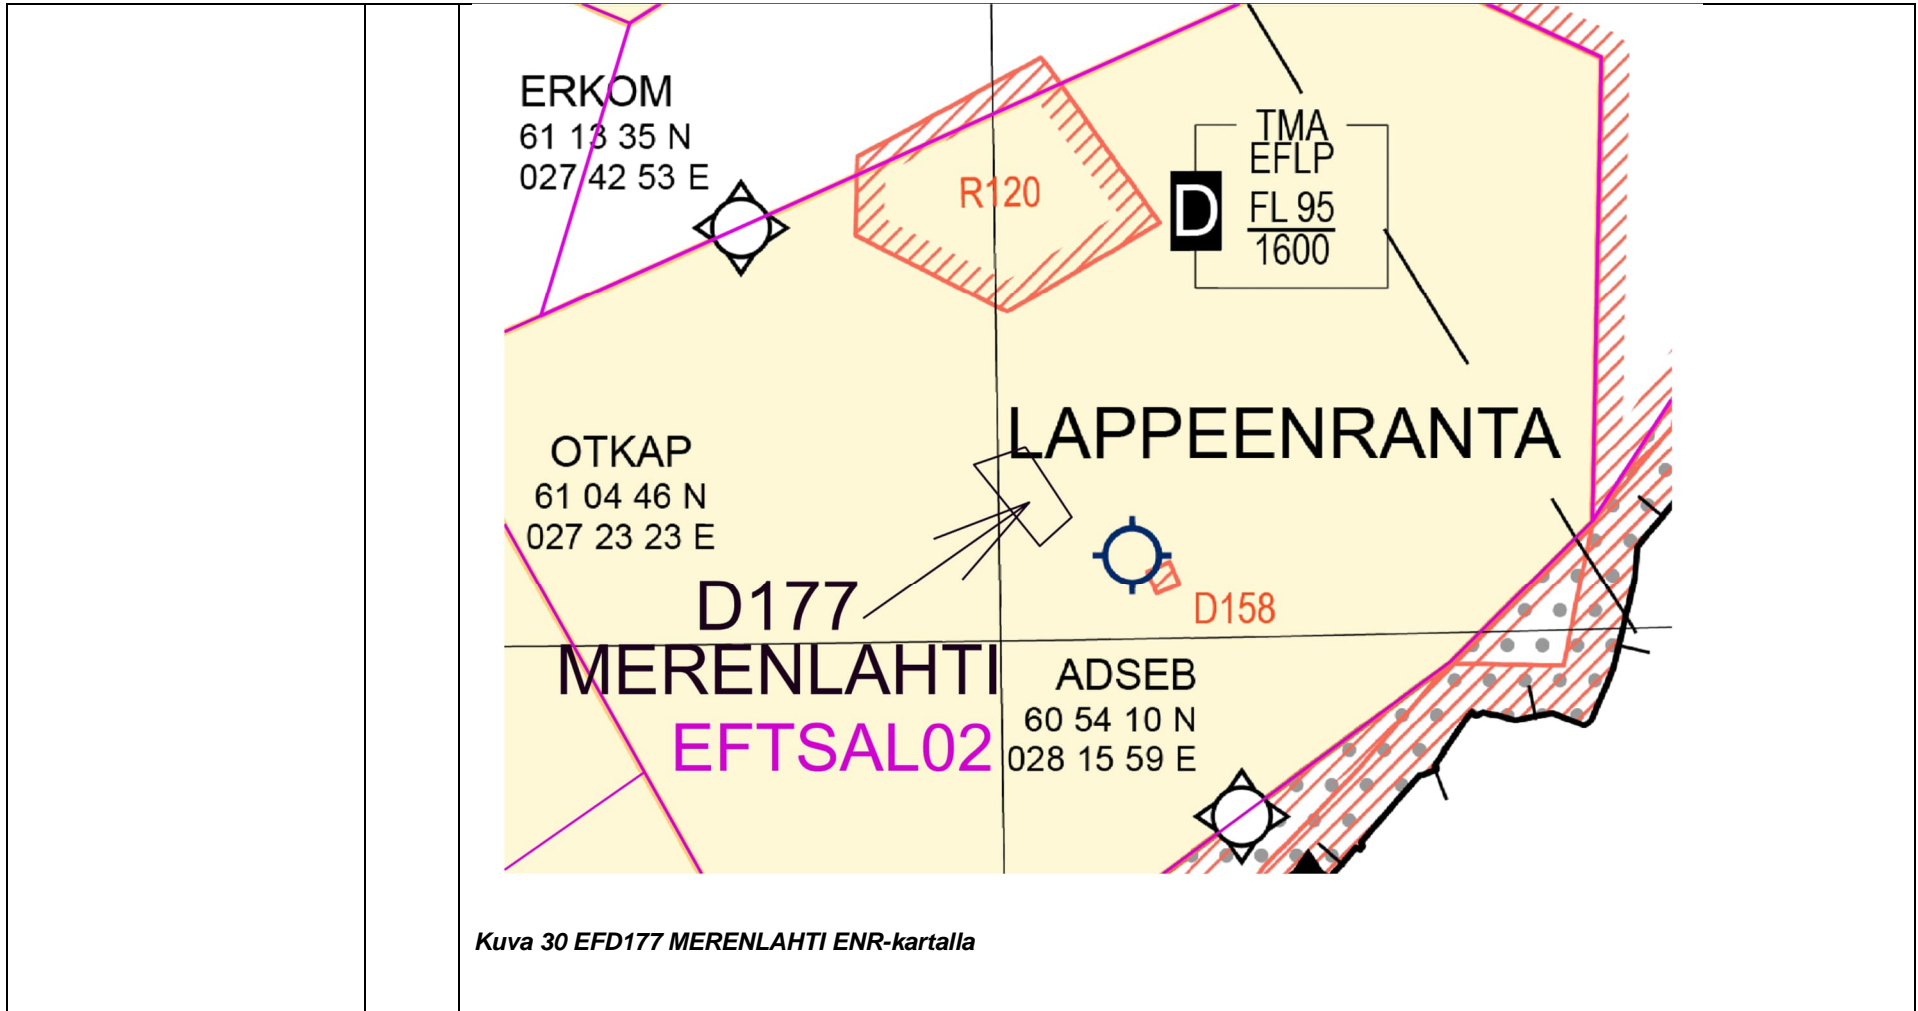 ERKOM
61 13 35 N
027 42 53 E
R120
TMA
EFLP
D
FL 95
1600
LAPPEENRANTA
OTKAP
61 04 46 N
027 23 23 E
D177
MERENLAHTI
EFTSAL02
D158
ADSEB
60 54 10 N
028 15 59 E
Kuva 30 EFD177 MERENLAHTI ENR-kartalla